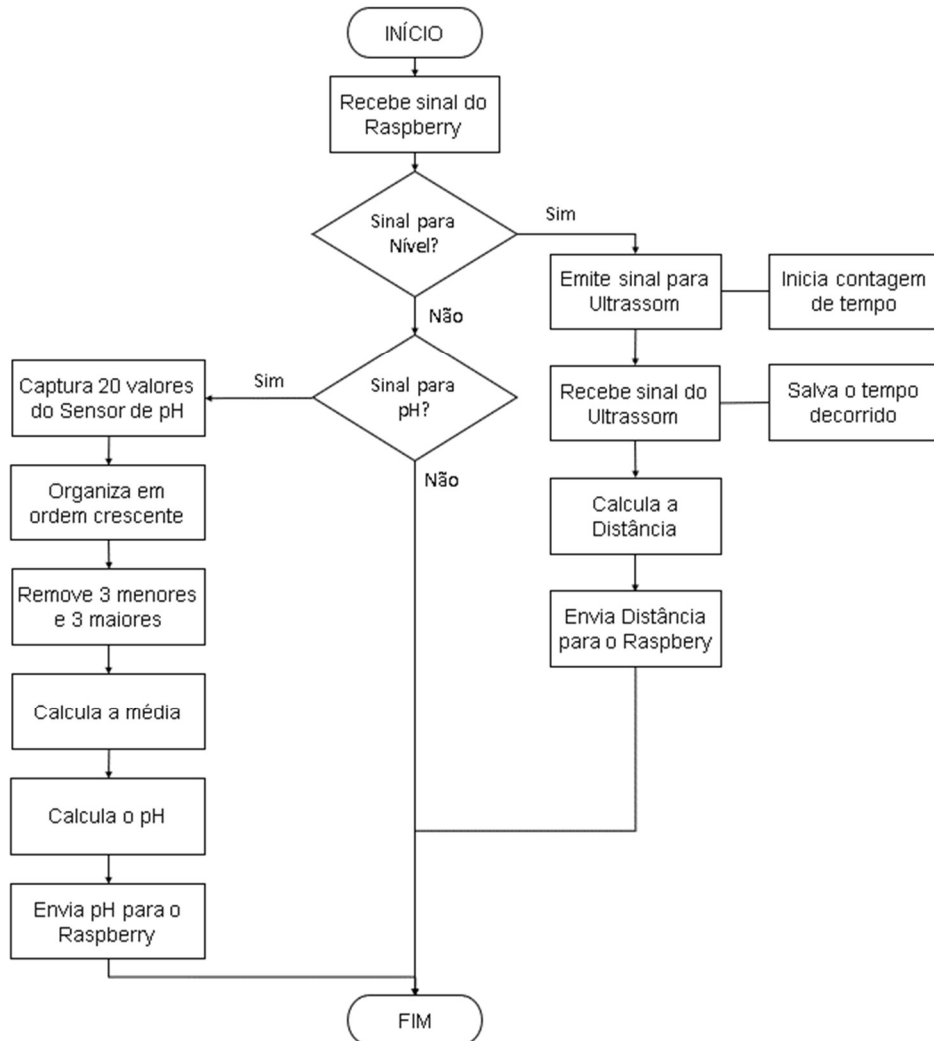 INÍCIO
Recebe sinal do
Raspberry
Sinal para
Nível?
Sim
Emite sinal para
Ultrassom
Inicia contagem
de tempo
Não
Recebe sinal do
Ultrassom
Salva o tempo
decorrido
Calcula a
Distância
Envia Distância
para o Raspbery
Sinal para
pH?
Sim
Captura 20 valores
do Sensor de pH
Organiza em
ordem crescente
Remove 3 menores
e 3 maiores
Calcula a média
Calcula o pH
Envia pH para o
Raspberry
Não
FIM